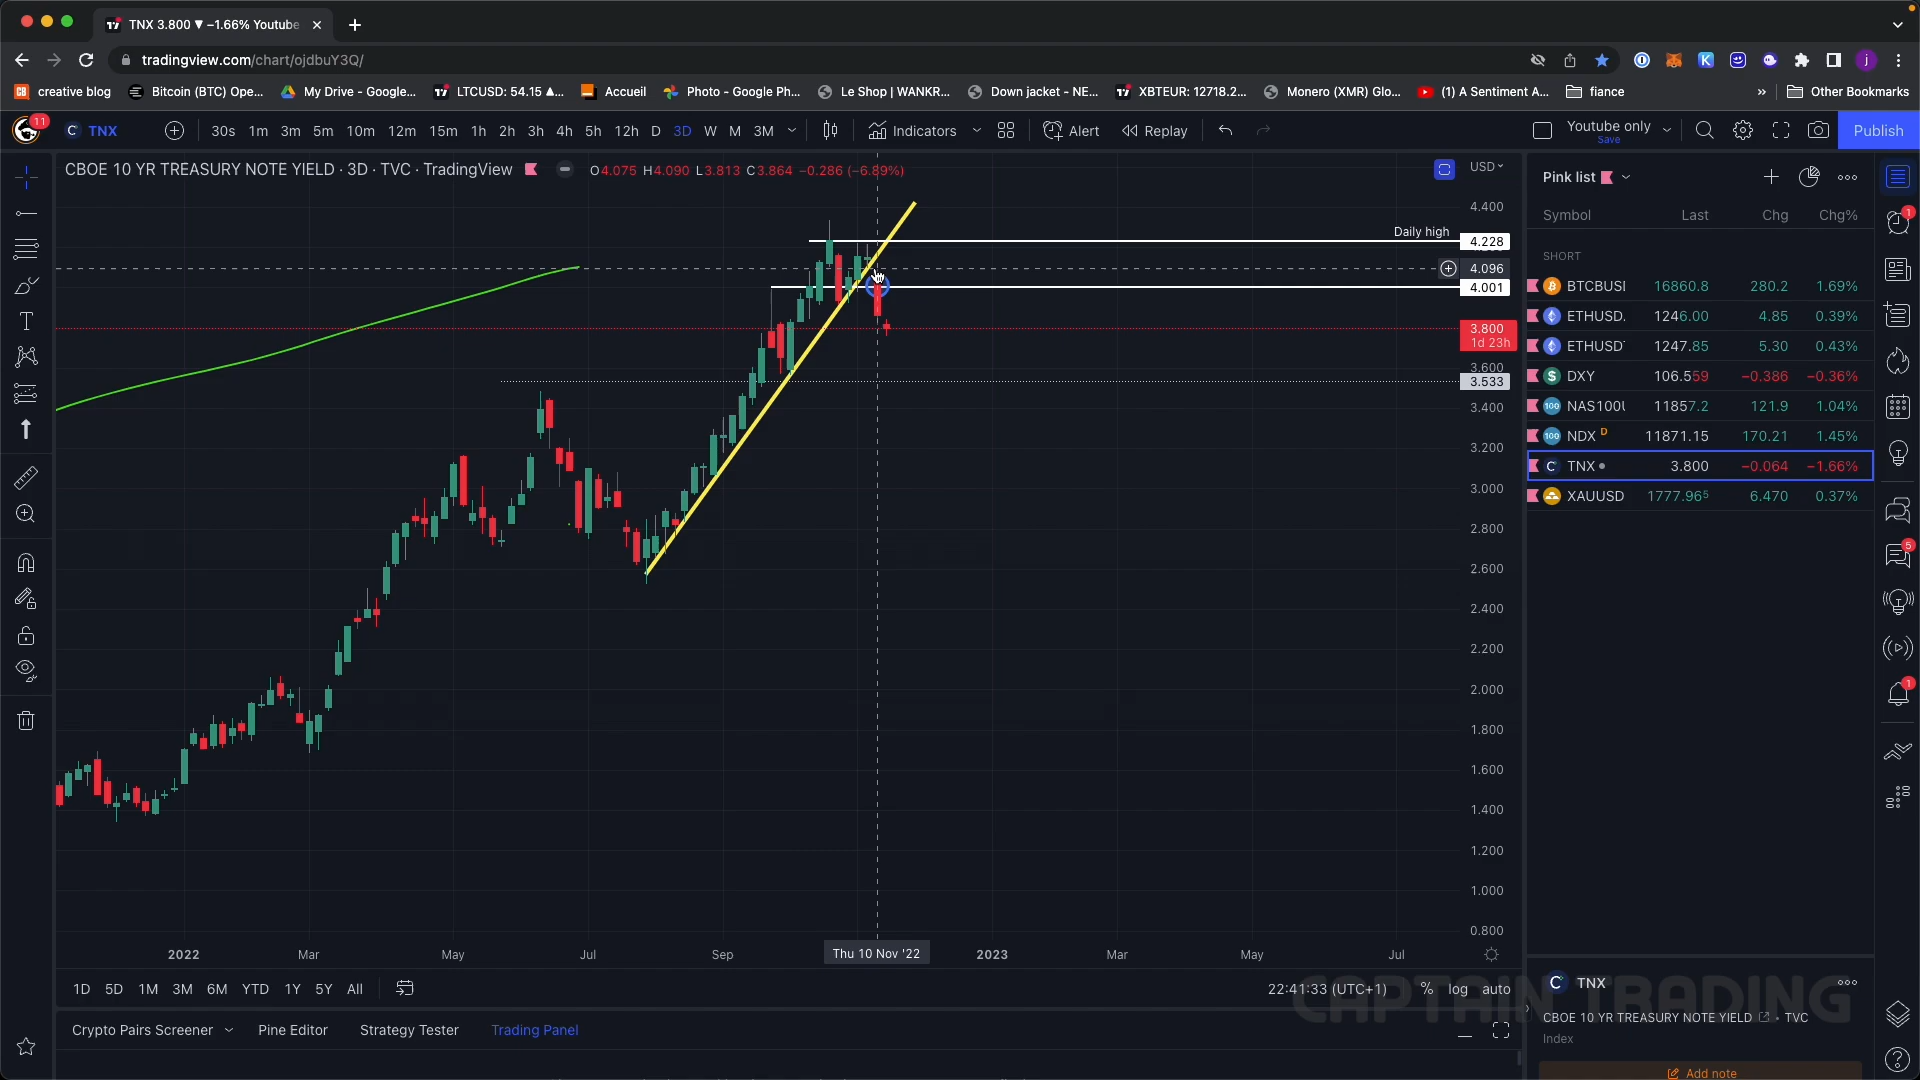 TNX 3.800 ▼ −1.66% Youtube
tradingview.com/chart/ojdbuY3Q/
creative blog
Bitcoin (BTC) Ope...
My Drive - Google...
LTCUSD: 54.15 ▲...
Accueil
Photo - Google Ph...
Le Shop | WANKR...
Down jacket - NE...
XBTEUR: 12718.2...
Monero (XMR) Glo...
(1) A Sentiment A...
fiance
»
Other Bookmarks
11
TNX
30s 1m 3m 5m 10m 12m 15m 1h 2h 3h 4h 5h 12h D 3D W M 3M
Indicators
Alert
Replay
Youtube only
Save
Publish
CBOE 10 YR TREASURY NOTE YIELD · 3D · TVC · TradingView
O4.075 H4.090 L3.813 C3.864 −0.286 (−6.89%)
USD
4.400
Daily high
4.228
4.096
4.001
3.800
1d 23h
3.600
3.533
3.400
3.200
3.000
2.800
2.600
2.400
2.200
2.000
1.800
1.600
1.400
1.200
1.000
0.800
2022 Mar May Jul Sep Thu 10 Nov '22 2023 Mar May Jul
1D 5D 1M 3M 6M YTD 1Y 5Y All
22:41:33 (UTC+1) % log auto
Crypto Pairs Screener Pine Editor Strategy Tester Trading Panel
Pink list
Symbol Last Chg Chg%
SHORT
BTCBUSI 16860.8 280.2 1.69%
ETHUSD. 1246.00 4.85 0.39%
ETHUSDT 1247.85 5.30 0.43%
DXY 106.559 −0.386 −0.36%
NAS100U 11857.2 121.9 1.04%
NDX D 11871.15 170.21 1.45%
TNX 3.800 −0.064 −1.66%
XAUUSD 1777.965 6.470 0.37%
CAPTAIN TRADING
TNX
CBOE 10 YR TREASURY NOTE YIELD • TVC
Index
Add note
1
5
1